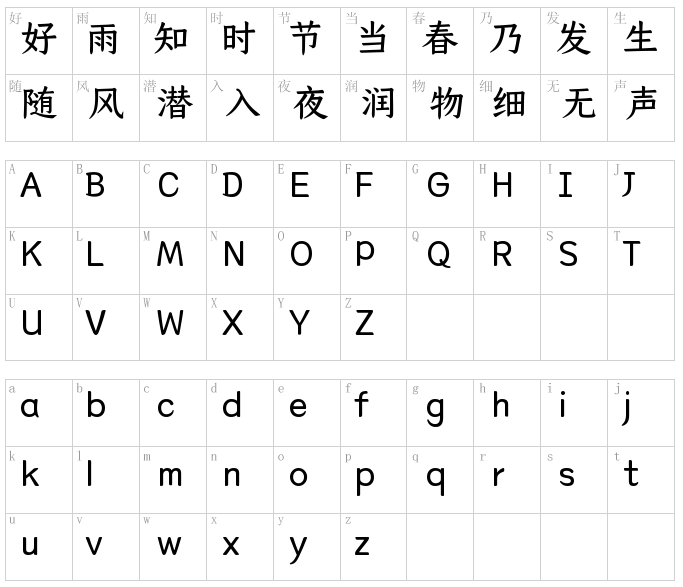 好 雨 知 时 节 当 春 乃 发 生
好 雨 知 时 节 当 春 乃 发 生
随 风 潜 入 夜 润 物 细 无 声
随 风 潜 入 夜 润 物 细 无 声
A B C D E F G H I J
A B C D E F G H I J
K L M N O P Q R S T
K L M N O P Q R S T
U V W X Y Z
U V W X Y Z
a b c d e f g h i j
a b c d e f g h i j
k l m n o p q r s t
k l m n o p q r s t
u v w x y z
u v w x y z